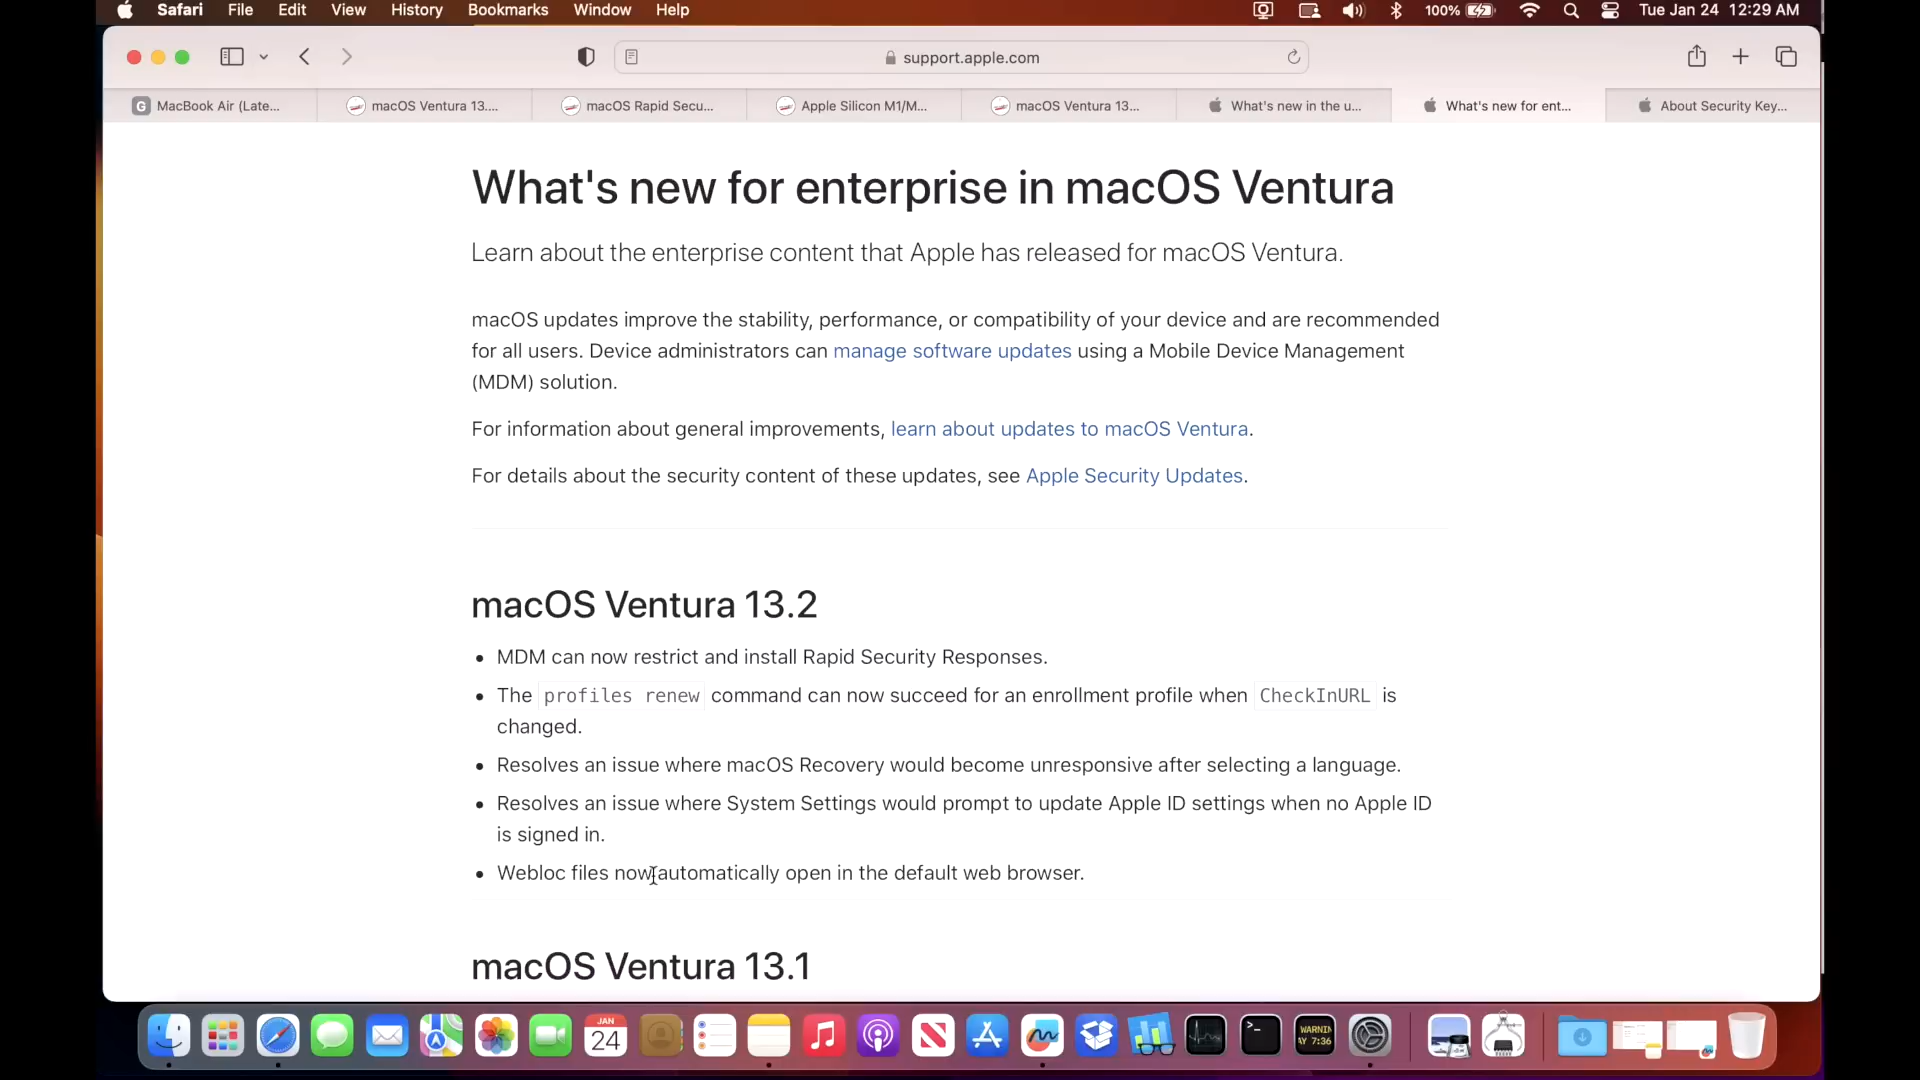 Safari File Edit View History Bookmarks Window Help 100% Tue Jan 24 12:29 AM
support.apple.com
G MacBook Air (Late... macOS Ventura 13.... macOS Rapid Secu... Apple Silicon M1/M... macOS Ventura 13... What's new in the u... What's new for ent... About Security Key...
What's new for enterprise in macOS Ventura
Learn about the enterprise content that Apple has released for macOS Ventura.
macOS updates improve the stability, performance, or compatibility of your device and are recommended
for all users. Device administrators can manage software updates using a Mobile Device Management
(MDM) solution.
For information about general improvements, learn about updates to macOS Ventura.
For details about the security content of these updates, see Apple Security Updates.
macOS Ventura 13.2
• MDM can now restrict and install Rapid Security Responses.
• The profiles renew command can now succeed for an enrollment profile when CheckInURL is
changed.
• Resolves an issue where macOS Recovery would become unresponsive after selecting a language.
• Resolves an issue where System Settings would prompt to update Apple ID settings when no Apple ID
is signed in.
• Webloc files now automatically open in the default web browser.
macOS Ventura 13.1
JAN
24
WARNIN
AY 7:36